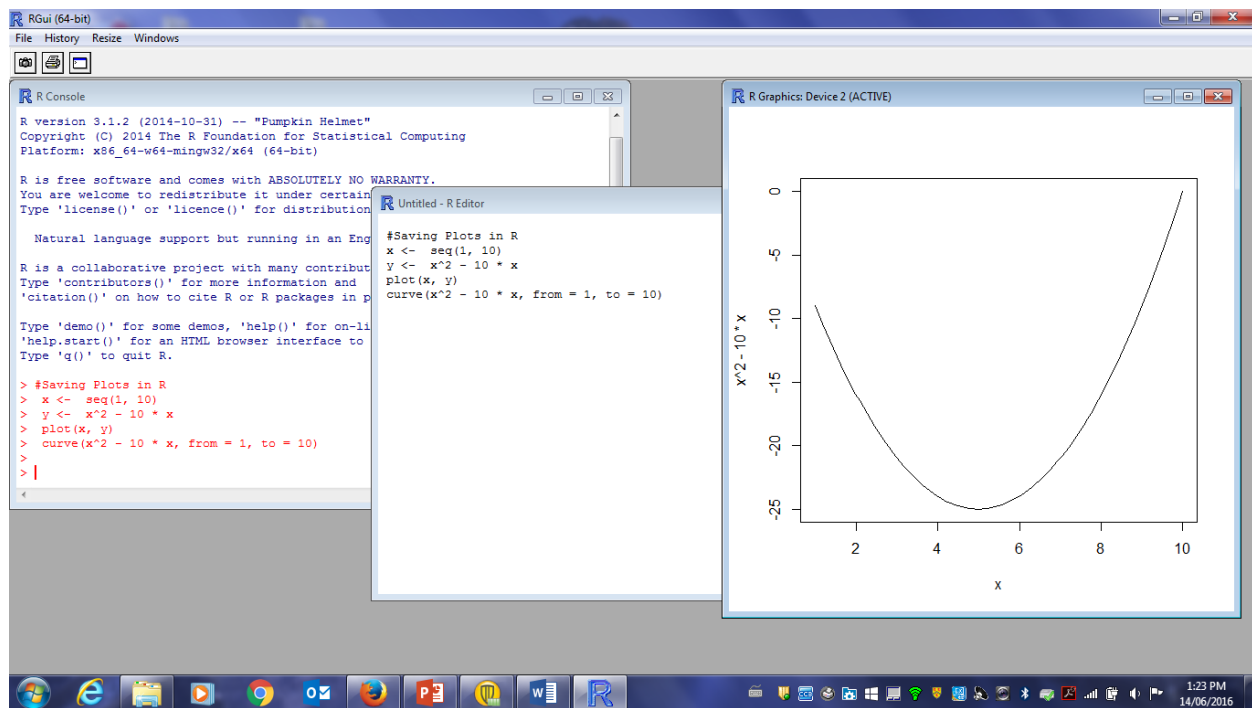 RGui (64-bit)
File History Resize Windows
R Console
R version 3.1.2 (2014-10-31) -- "Pumpkin Helmet"
Copyright (C) 2014 The R Foundation for Statistical Computing
Platform: x86_64-w64-mingw32/x64 (64-bit)
R is free software and comes with ABSOLUTELY NO WARRANTY.
You are welcome to redistribute it under certain
Type 'license()' or 'licence()' for distribution
Natural language support but running in an Eng
R is a collaborative project with many contribut
Type 'contributors()' for more information and
'citation()' on how to cite R or R packages in p
Type 'demo()' for some demos, 'help()' for on-li
'help.start()' for an HTML browser interface to
Type 'q()' to quit R.
> #Saving Plots in R
> x <- seq(1, 10)
> y <- x^2 - 10 * x
> plot(x, y)
> curve(x^2 - 10 * x, from = 1, to = 10)
>
>
Untitled - R Editor
#Saving Plots in R
x <- seq(1, 10)
y <- x^2 - 10 * x
plot(x, y)
curve(x^2 - 10 * x, from = 1, to = 10)
R Graphics: Device 2 (ACTIVE)
x^2 - 10 * x
0
-5
-10
-15
-20
-25
2 4 6 8 10
x
1:23 PM
14/06/2016